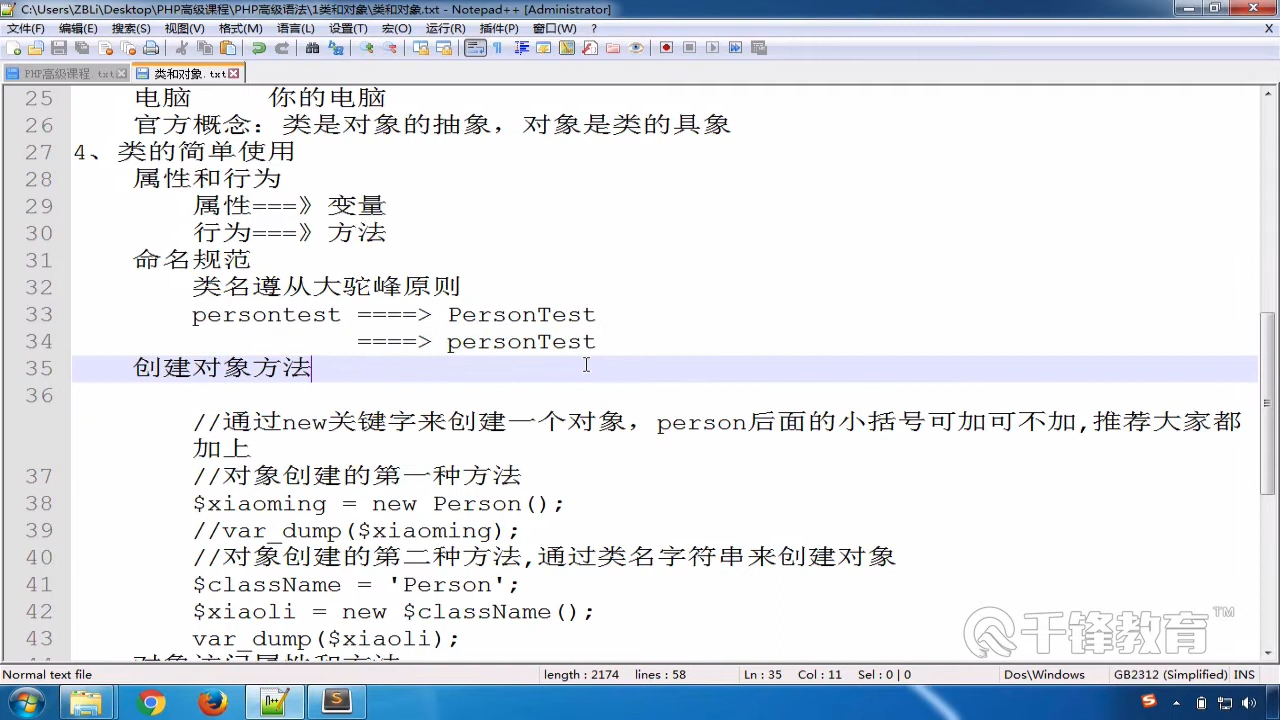 C:\Users\ZBLi\Desktop\PHP高级课程\PHP高级语法\1类和对象\类和对象.txt - Notepad++ [Administrator]
文件(F) 编辑(E) 搜索(S) 视图(V) 格式(M) 语言(L) 设置(T) 宏(O) 运行(R) 插件(P) 窗口(W) ? X
PHP高级课程 txt 类和对象.txt
25 电脑 你的电脑
26 官方概念：类是对象的抽象，对象是类的具象
27 4、类的简单使用
28 属性和行为
29 属性===》变量
30 行为===》方法
31 命名规范
32 类名遵从大驼峰原则
33 persontest ====> PersonTest
34 ====> personTest
35 创建对象方法
36
//通过new关键字来创建一个对象，person后面的小括号可加可不加,推荐大家都
加上
37 //对象创建的第一种方法
38 $xiaoming = new Person();
39 //var_dump($xiaoming);
40 //对象创建的第二种方法,通过类名字符串来创建对象
41 $className = 'Person';
42 $xiaoli = new $className();
43 var_dump($xiaoli);
对象访问属性和方法
千锋教育™
Normal text file length : 2174 lines : 58 Ln : 35 Col : 11 Sel : 0 | 0 Dos\Windows GB2312 (Simplified) INS